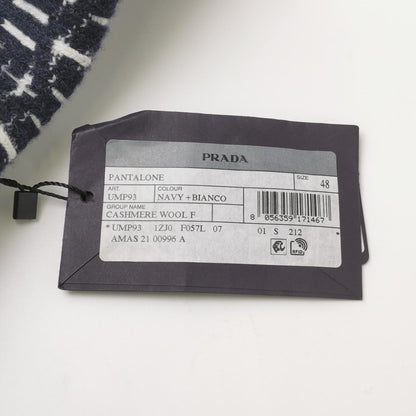 PRADA
PANTALONE
SIZE
48
ART.
COLOUR
UMP93
NAVY+BIANCO
GROUP NAME
CASHMERE WOOL F
8 056359 171467
* UMP93 1ZJ0 F057L 07 01 S 212
AMAS 21 00996 A
RFID